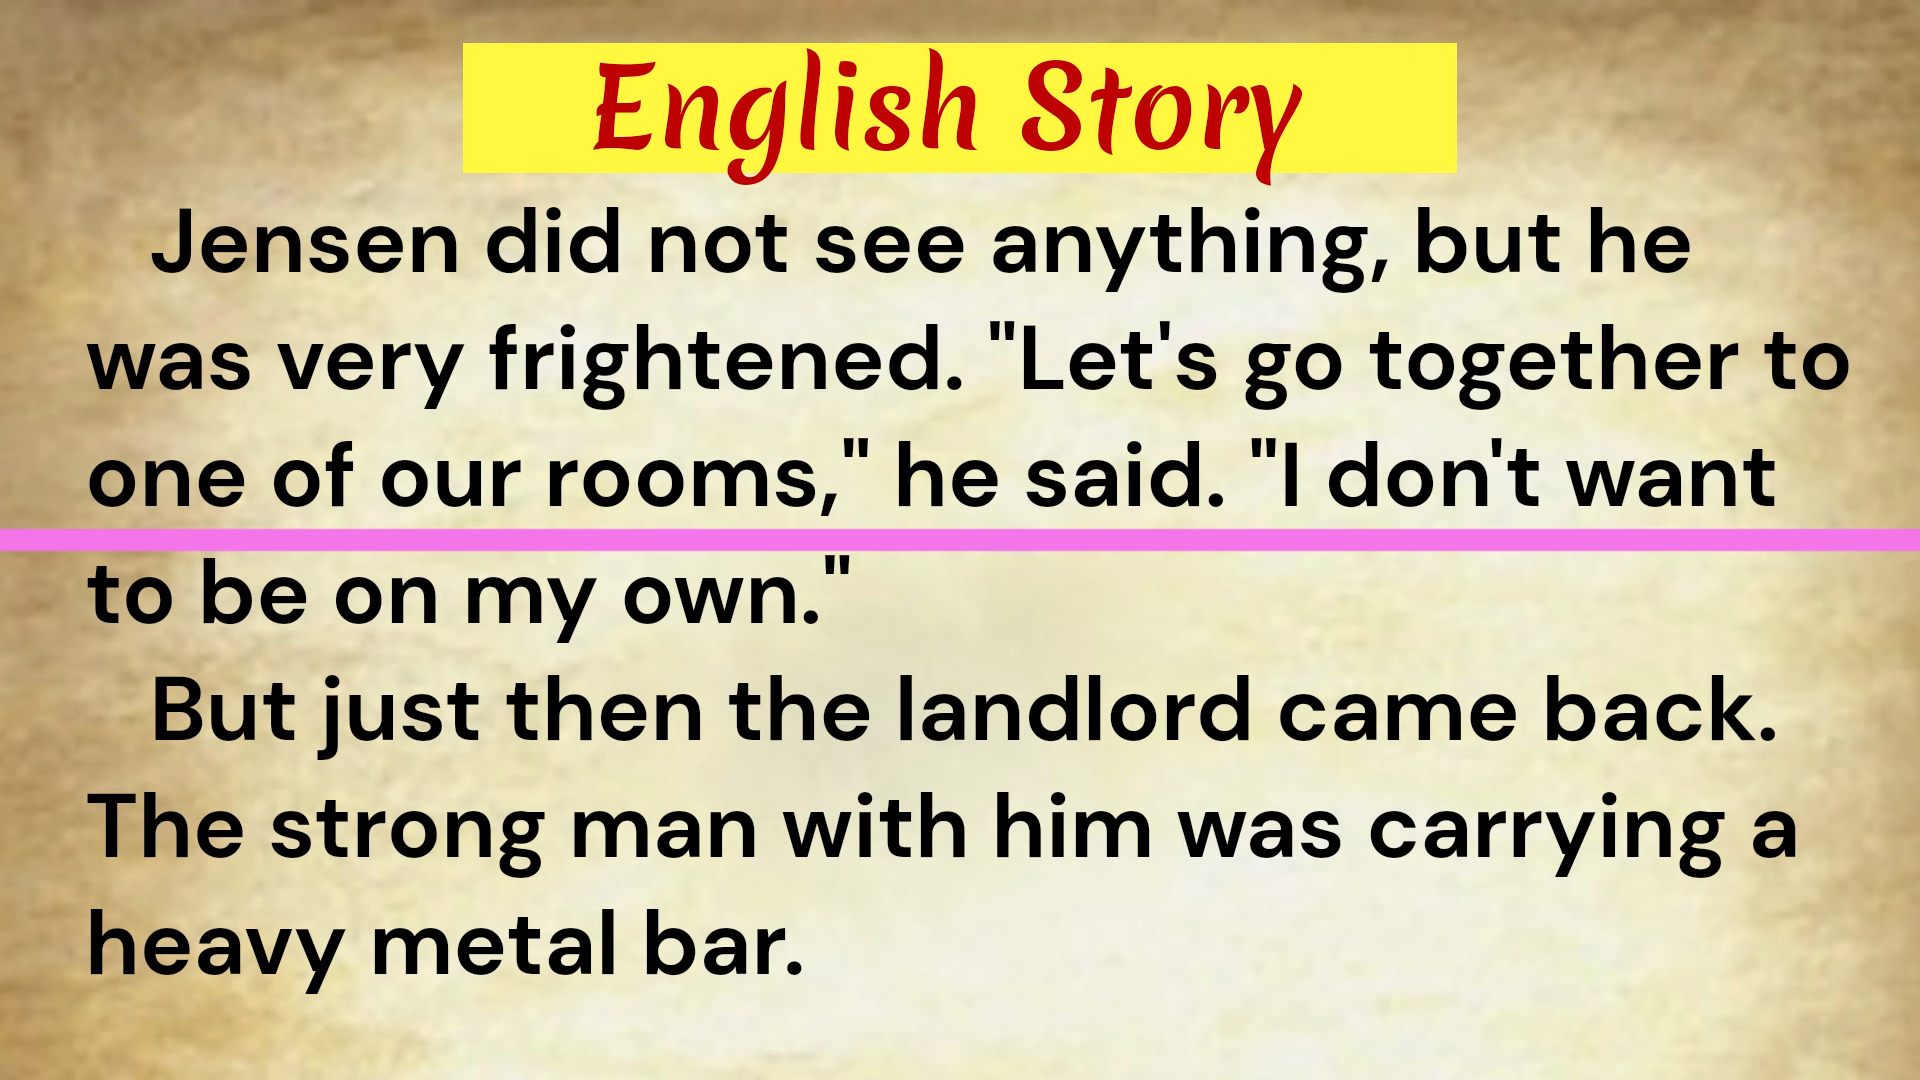 English Story
Jensen did not see anything, but he
was very frightened. "Let's go together to
one of our rooms," he said. "I don't want
to be on my own."
But just then the landlord came back.
The strong man with him was carrying a
heavy metal bar.